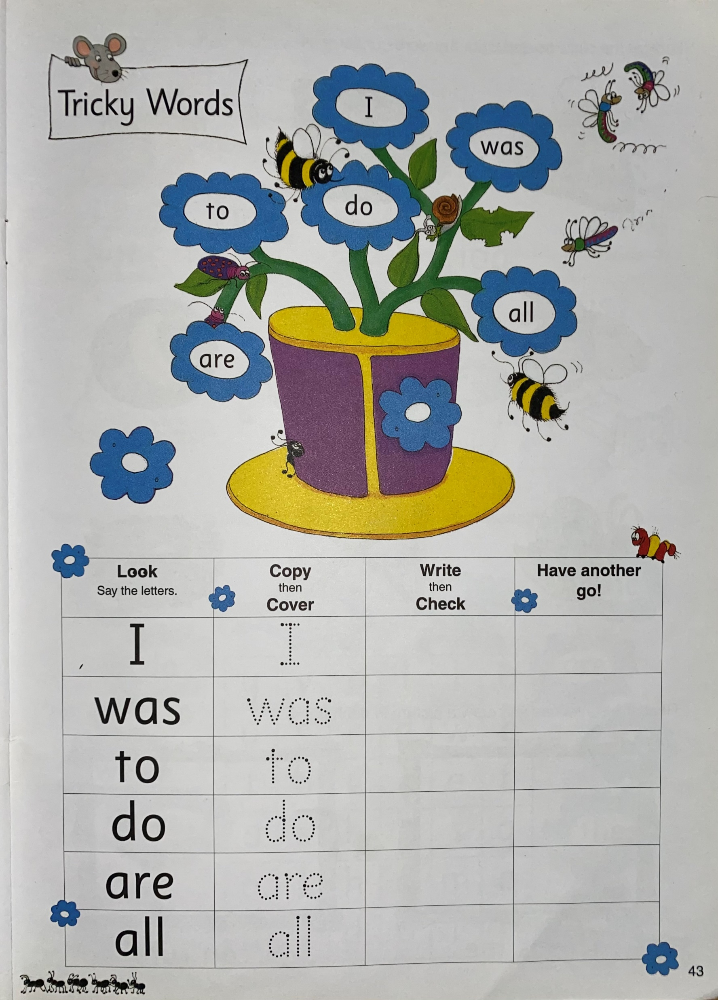 Tricky Words
I
was
to
do
all
are
Look
Say the letters.
Copy
then
Cover
Write
then
Check
Have another
go!
I I
was was
to to
do do
are are
all all
43